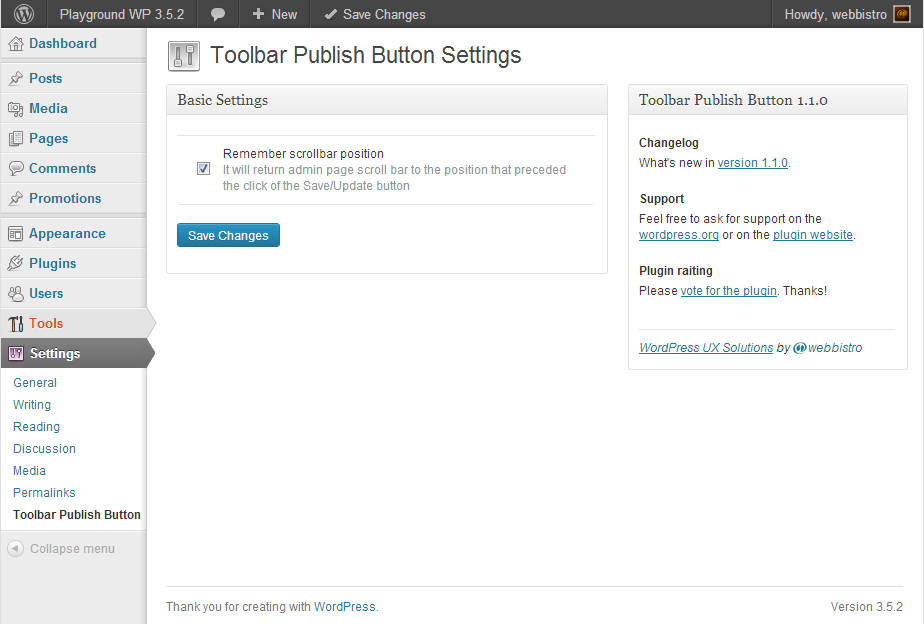 Playground WP 3.5.2
New
Save Changes
Howdy, webbistro
Dashboard
Posts
Media
Pages
Comments
Promotions
Appearance
Plugins
Users
Tools
Settings
General
Writing
Reading
Discussion
Media
Permalinks
Toolbar Publish Button
Collapse menu
Toolbar Publish Button Settings
Basic Settings
Remember scrollbar position
It will return admin page scroll bar to the position that preceded
the click of the Save/Update button
Save Changes
Toolbar Publish Button 1.1.0
Changelog
What's new in version 1.1.0.
Support
Feel free to ask for support on the
wordpress.org or on the plugin website.
Plugin raiting
Please vote for the plugin. Thanks!
WordPress UX Solutions by webbistro
Thank you for creating with WordPress.
Version 3.5.2